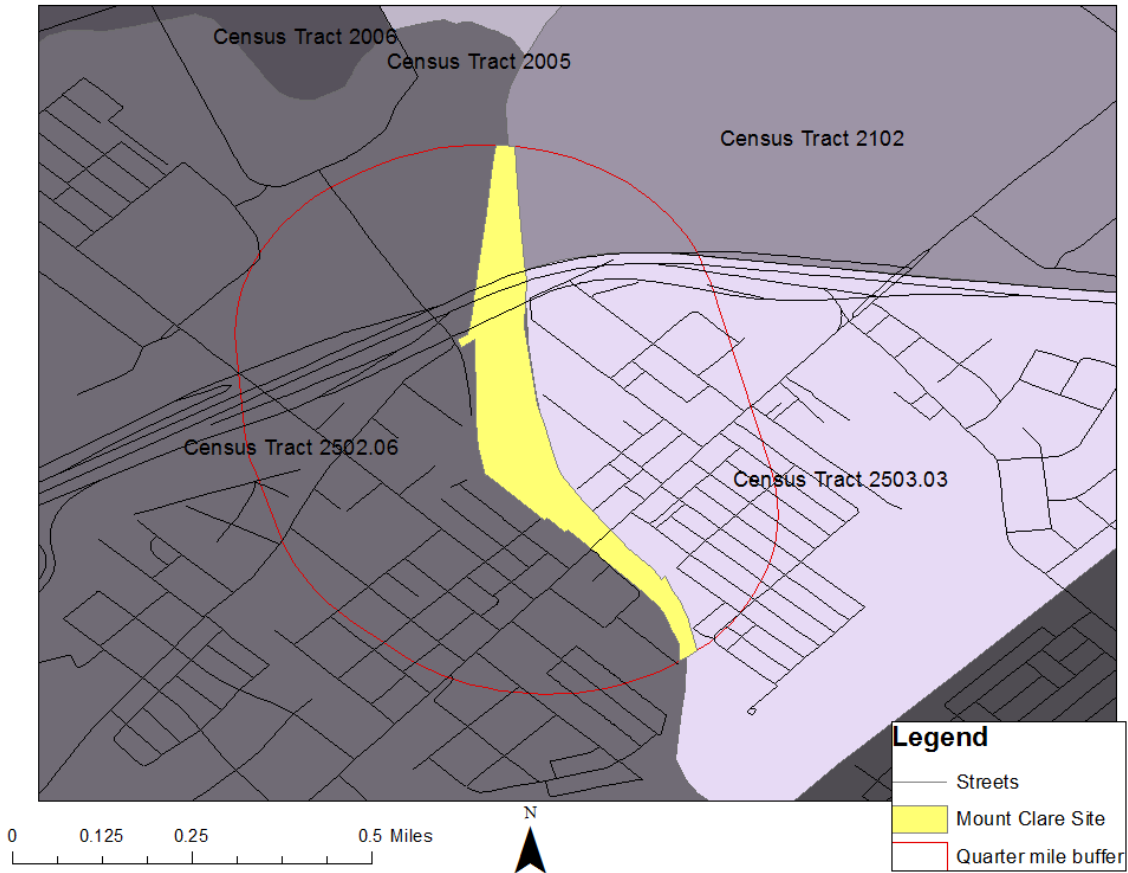 Census Tract 2006
Census Tract 2005
Census Tract 2102
Census Tract 2502.06
Census Tract 2503.03
Legend
Streets
Mount Clare Site
Quarter mile buffer
0 0.125 0.25 0.5 Miles
N